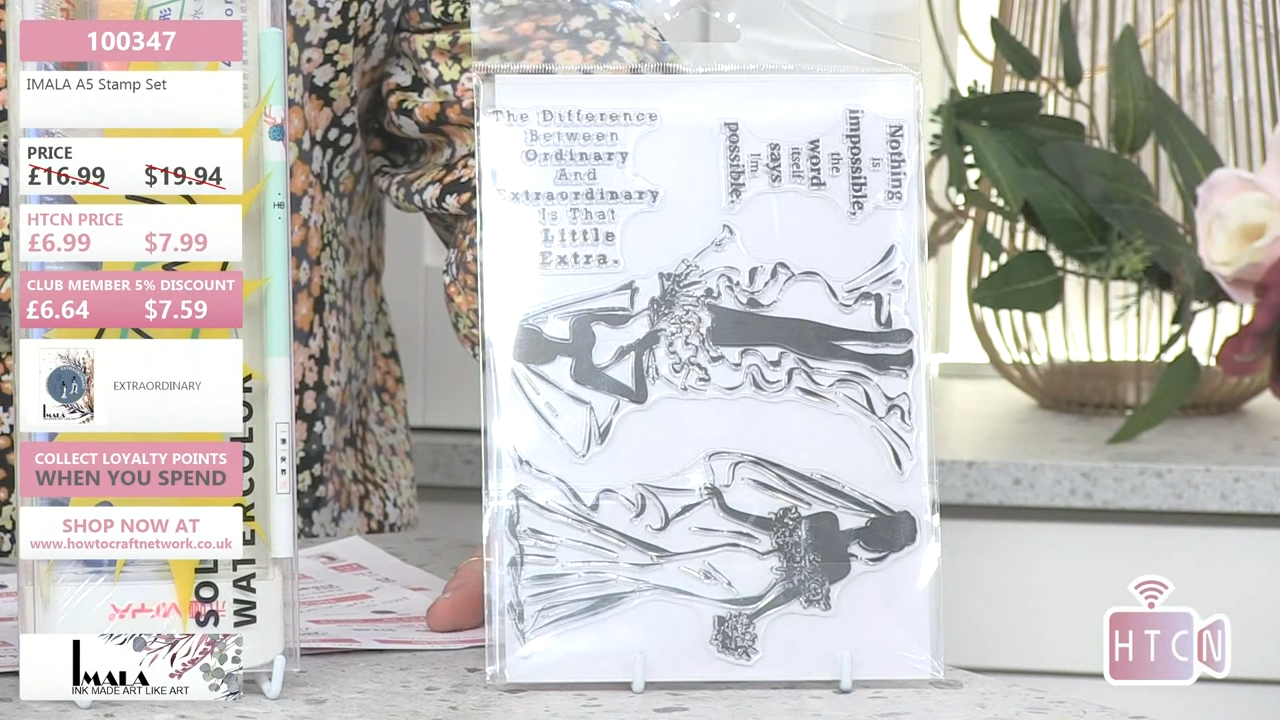 100347
IMALA A5 Stamp Set
PRICE
£16.99 $19.94
HTCN PRICE
£6.99 $7.99
CLUB MEMBER 5% DISCOUNT
£6.64 $7.59
EXTRAORDINARY
COLLECT LOYALTY POINTS
WHEN YOU SPEND
SHOP NOW AT
www.howtocraftnetwork.co.uk
IMALA
INK MADE ART LIKE ART
WATERCOLOR
SOL
HB
The Difference
Between
Ordinary
And
Extraordinary
Is That
Little
Extra.
Nothing
is
impossible,
the
word
itself
says
I'm
possible.
HTCN